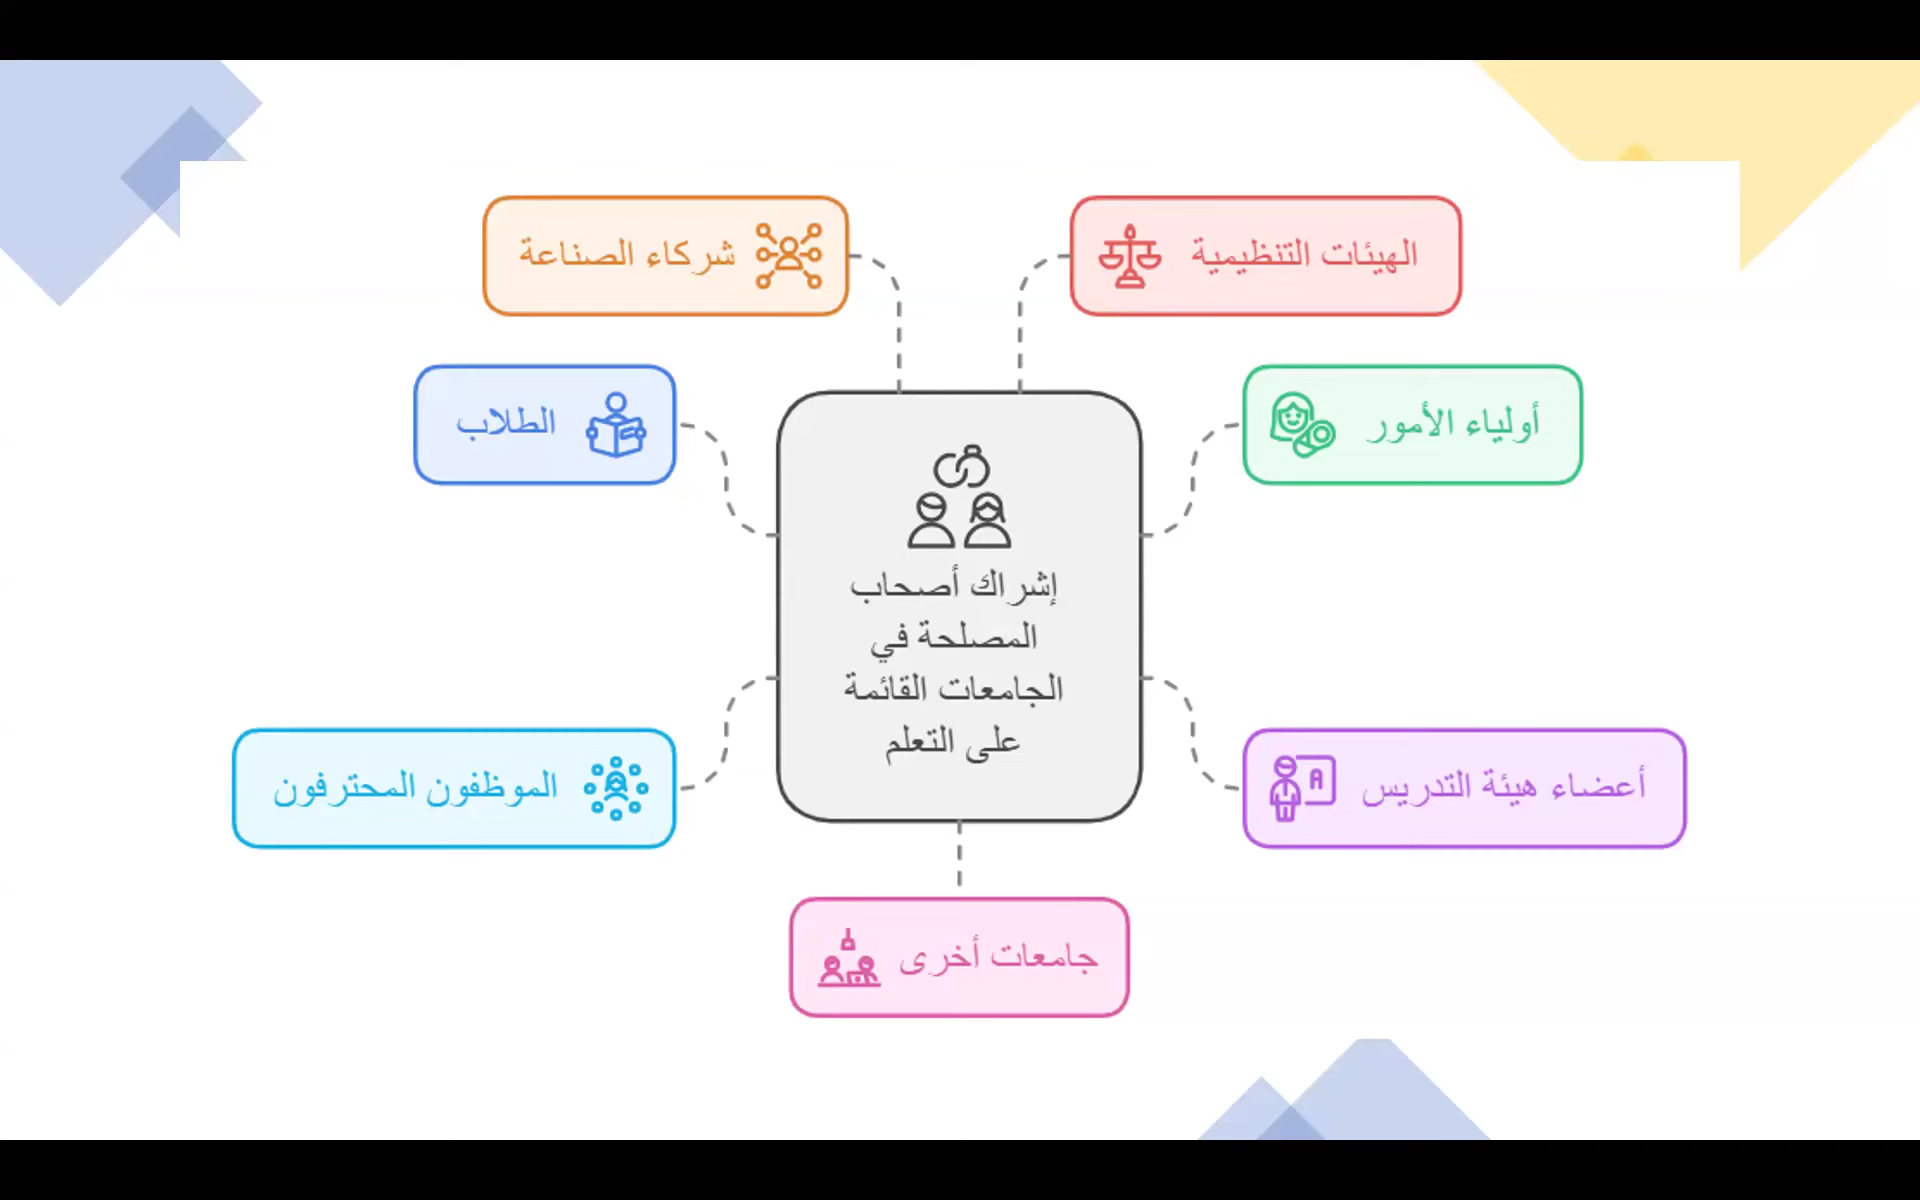 الهيئات التنظيمية
شركاء الصناعة
أولياء الأمور
الطلاب
إشراك أصحاب
المصلحة في
الجامعات القائمة
على التعلم
أعضاء هيئة التدريس
الموظفون المحترفون
جامعات أخرى